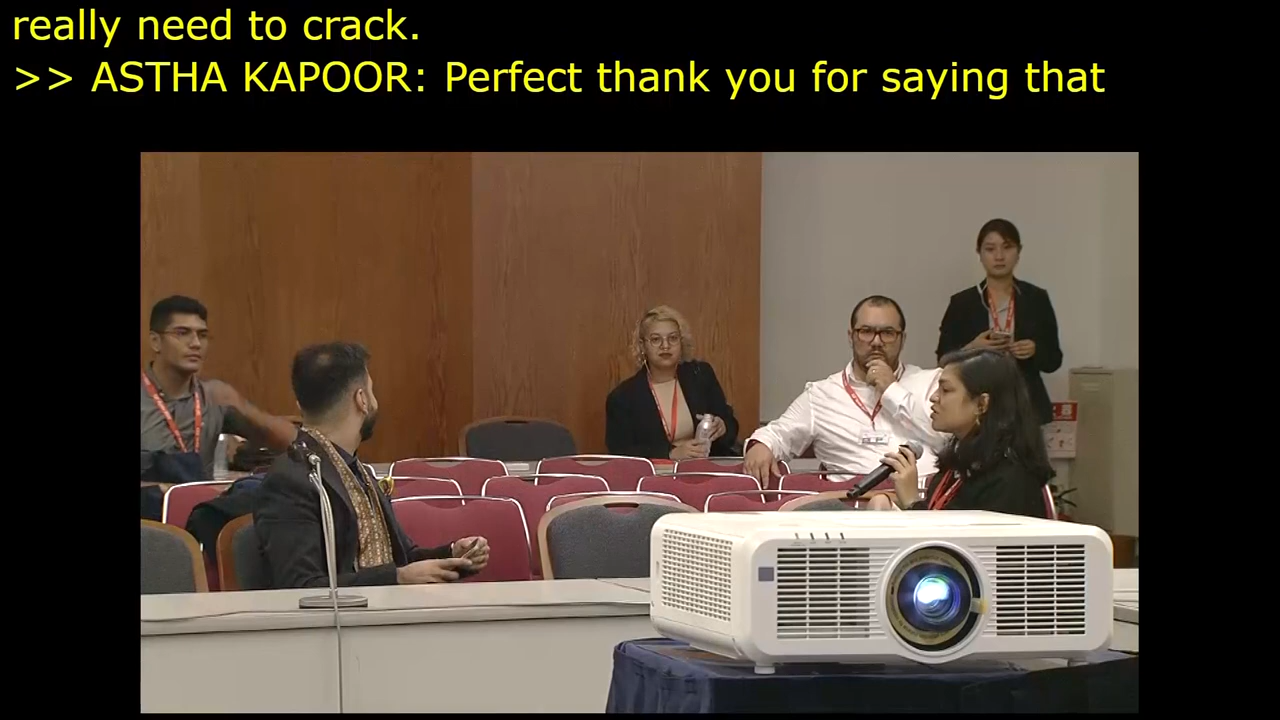 really need to crack.
>> ASTHA KAPOOR: Perfect thank you for saying that